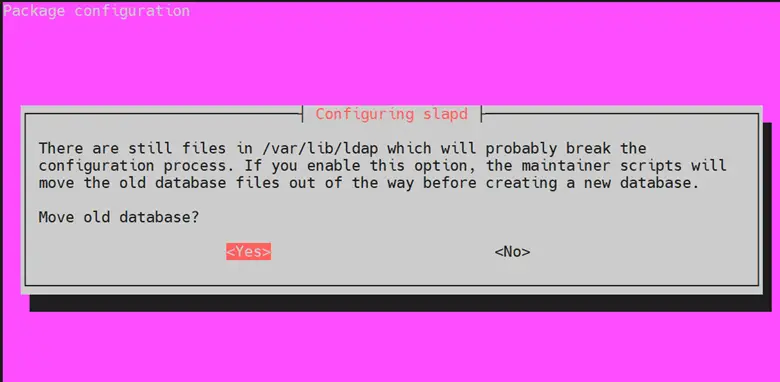 Package configuration
Configuring slapd
There are still files in /var/lib/ldap which will probably break the
configuration process. If you enable this option, the maintainer scripts will
move the old database files out of the way before creating a new database.
Move old database?
<Yes> <No>